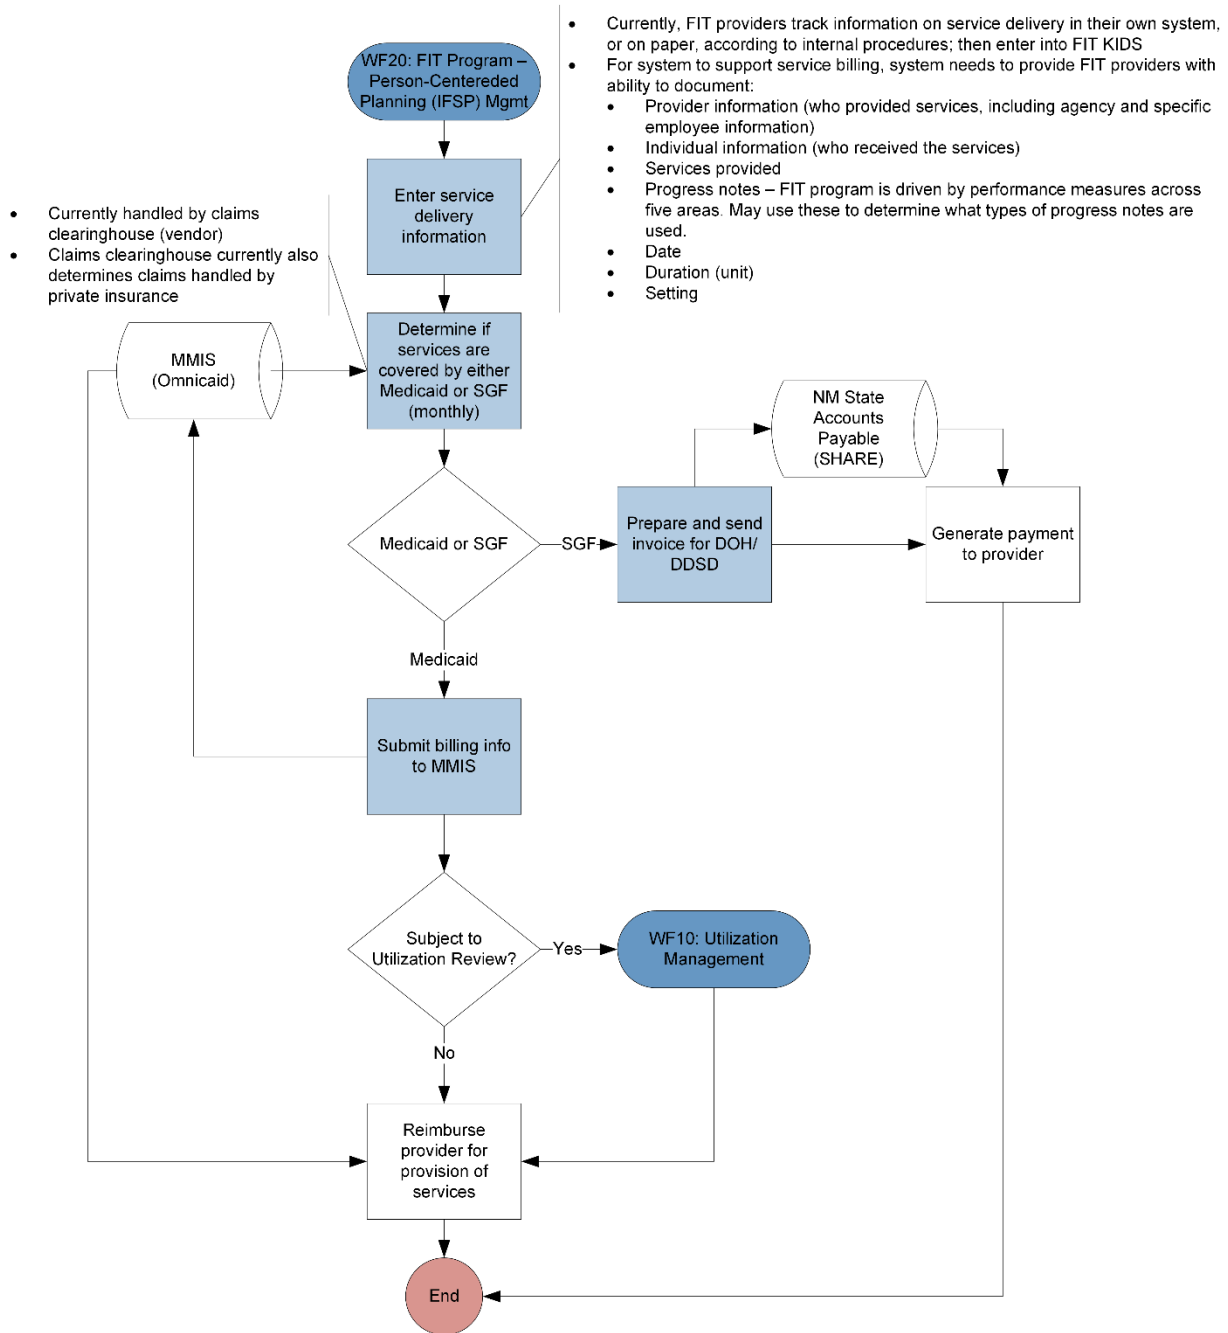 WF20: FIT Program –
Person-Centereded
Planning (IFSP) Mgmt
• Currently, FIT providers track information on service delivery in their own system,
or on paper, according to internal procedures; then enter into FIT KIDS
• For system to support service billing, system needs to provide FIT providers with
ability to document:
• Provider information (who provided services, including agency and specific
employee information)
• Individual information (who received the services)
• Services provided
• Progress notes – FIT program is driven by performance measures across
five areas. May use these to determine what types of progress notes are
used.
• Date
• Duration (unit)
• Setting
Enter service
delivery
information
• Currently handled by claims
clearinghouse (vendor)
• Claims clearinghouse currently also
determines claims handled by
private insurance
MMIS
(Omnicaid)
Determine if
services are
covered by either
Medicaid or SGF
(monthly)
NM State
Accounts
Payable
(SHARE)
Medicaid or SGF
SGF
Prepare and send
invoice for DOH/
DDSD
Generate payment
to provider
Medicaid
Submit billing info
to MMIS
Subject to
Utilization Review?
Yes
WF10: Utilization
Management
No
Reimburse
provider for
provision of
services
End